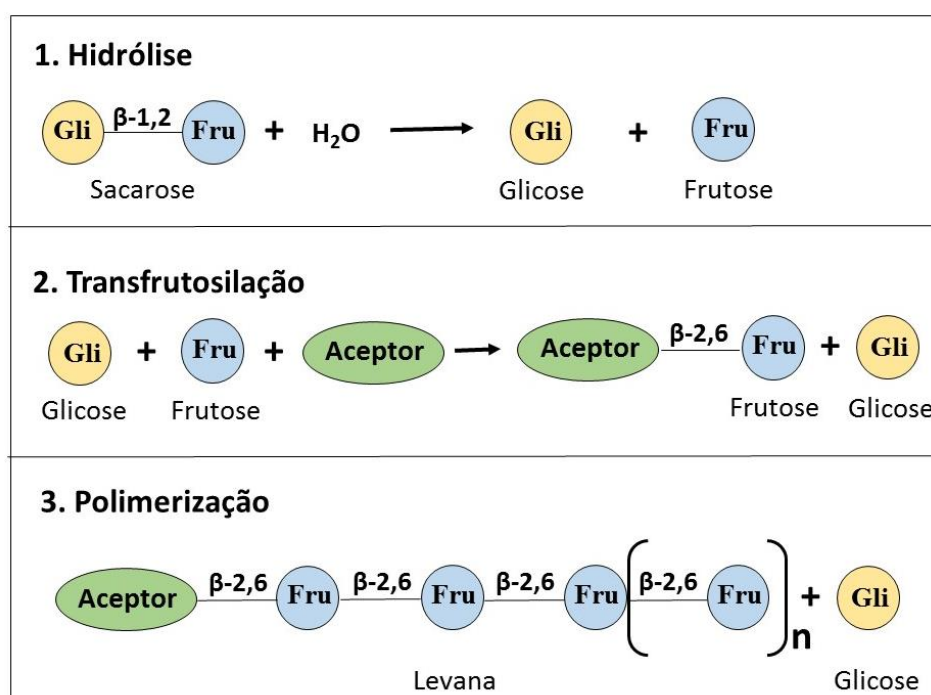 1. Hidrólise
Gli β-1,2 Fru + H₂O Gli + Fru
Sacarose Glicose Frutose
2. Transfrutosilação
Gli + Fru + Aceptor Aceptor β-2,6 Fru + Gli
Glicose Frutose Frutose Glicose
3. Polimerização
Aceptor β-2,6 Fru β-2,6 Fru β-2,6 Fru ( β-2,6 Fru ) n + Gli
Levana Glicose